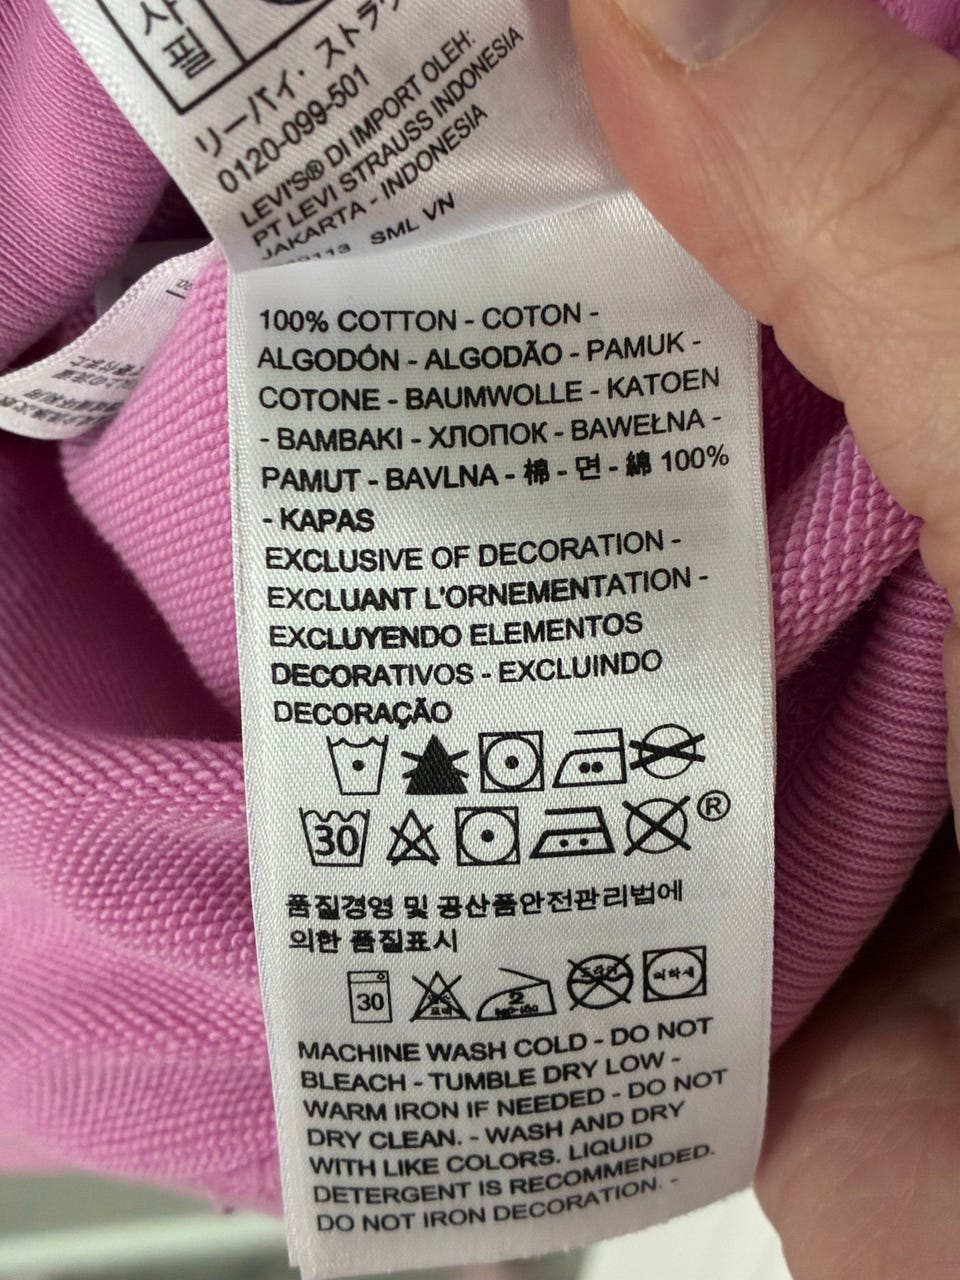 사
필
リーバイ・ストラ
0120-099-501
LEVI'S® DI IMPORT OLEH:
PT LEVI STRAUSS INDONESIA
JAKARTA - INDONESIA
SML VN
100% COTTON - COTON -
ALGODÓN - ALGODÃO - PAMUK -
COTONE - BAUMWOLLE - KATOEN
- BAMBAKI - ХЛОПОК - BAWEŁNA -
PAMUT - BAVLNA - 棉 - 면 - 綿 100%
- KAPAS
EXCLUSIVE OF DECORATION -
EXCLUANT L'ORNEMENTATION -
EXCLUYENDO ELEMENTOS
DECORATIVOS - EXCLUINDO
DECORAÇÃO
30 ®
품질경영 및 공산품안전관리법에
의한 품질표시
30 2
MACHINE WASH COLD - DO NOT
BLEACH - TUMBLE DRY LOW -
WARM IRON IF NEEDED - DO NOT
DRY CLEAN. - WASH AND DRY
WITH LIKE COLORS. LIQUID
DETERGENT IS RECOMMENDED.
DO NOT IRON DECORATION. -